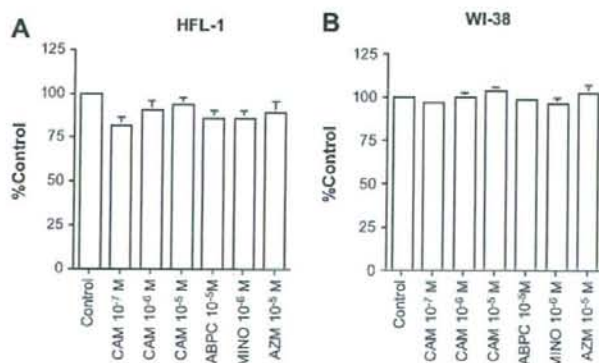 A
HFL-1
%Control
125
100
75
50
25
0
Control
CAM 10⁻⁷ M
CAM 10⁻⁶ M
CAM 10⁻⁵ M
ABPC 10⁻⁵M
MINO 10⁻⁶ M
AZM 10⁻⁵ M
B
WI-38
%Control
125
100
75
50
25
0
Control
CAM 10⁻⁷ M
CAM 10⁻⁶ M
CAM 10⁻⁵ M
ABPC 10⁻⁵M
MINO 10⁻⁶ M
AZM 10⁻⁵ M